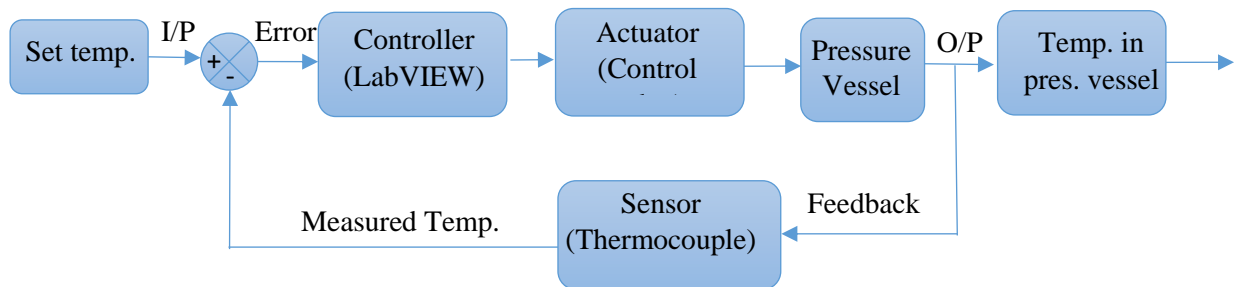 Set temp.
I/P
+
-
Error
Controller
(LabVIEW)
Actuator
(Control
Pressure
Vessel
O/P
Temp. in
pres. vessel
Measured Temp.
Sensor
(Thermocouple)
Feedback